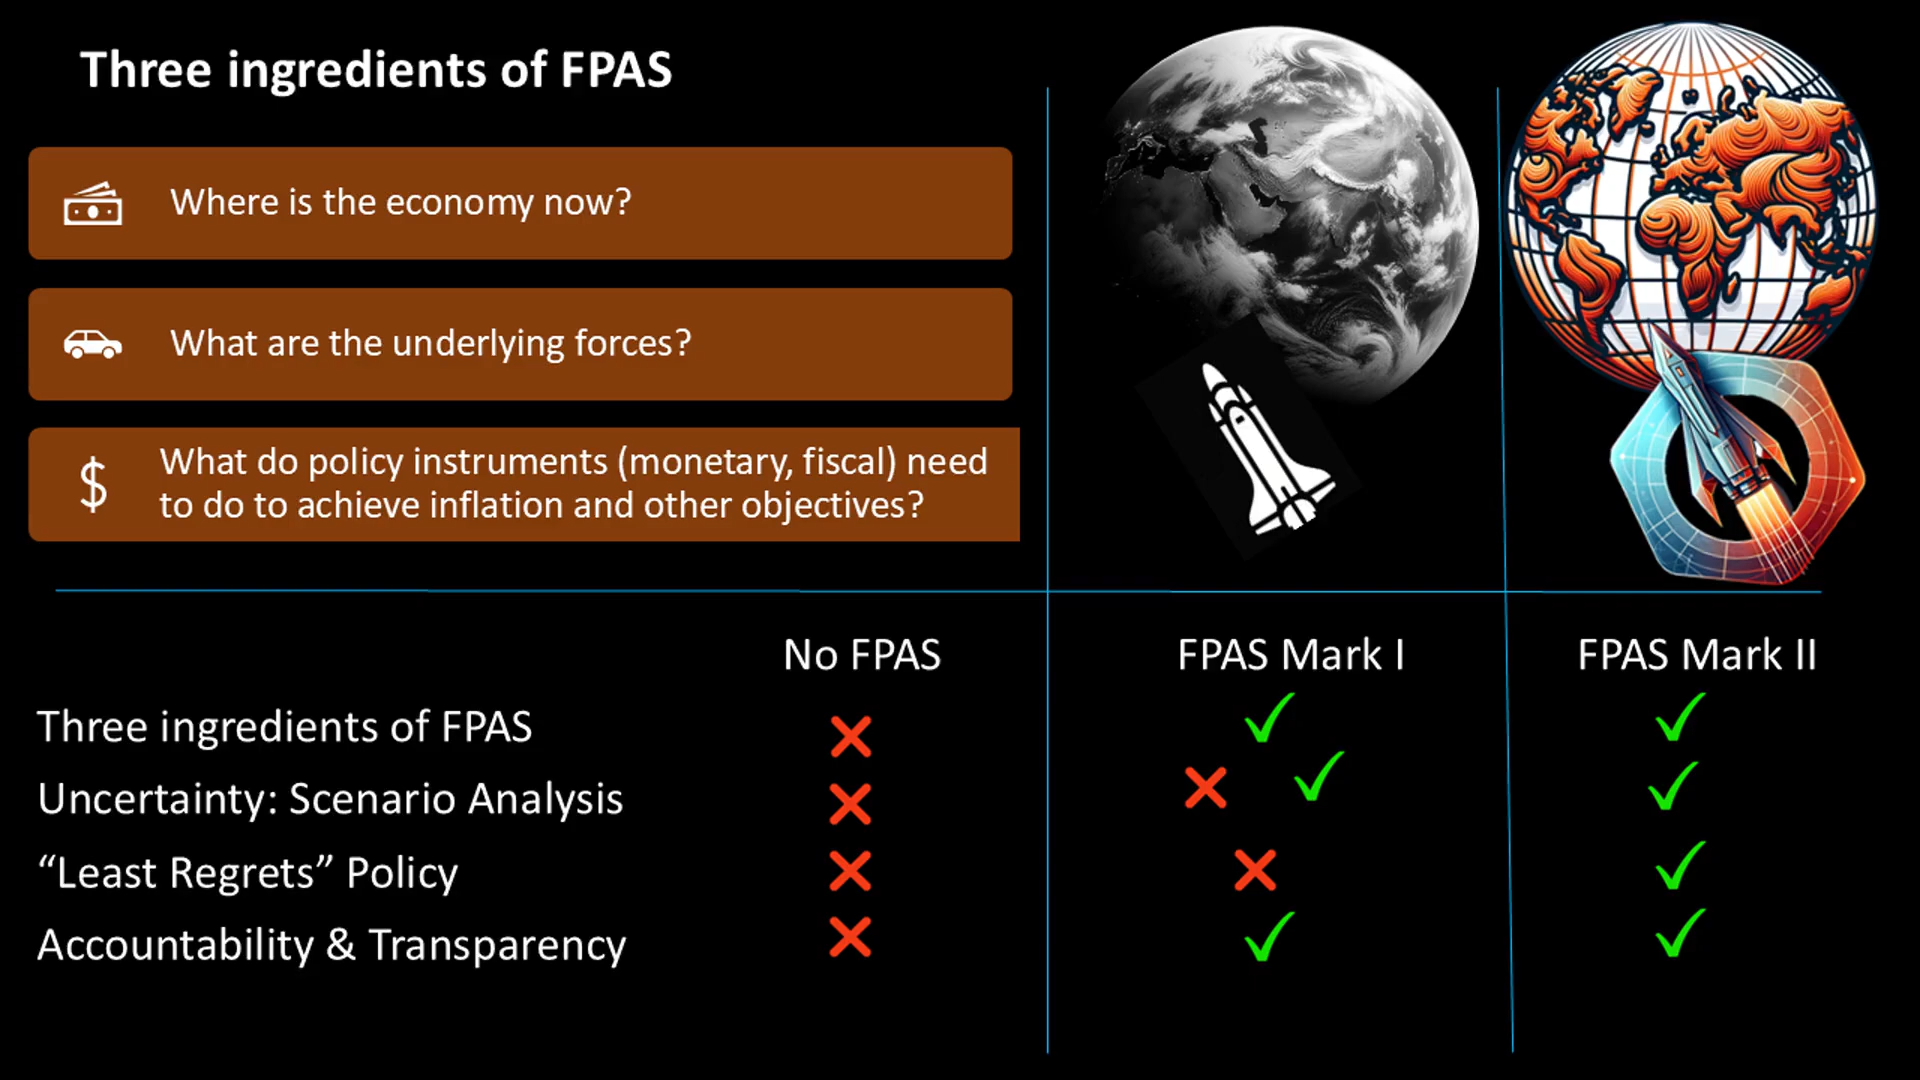 Three ingredients of FPAS
Where is the economy now?
What are the underlying forces?
$
What do policy instruments (monetary, fiscal) need
to do to achieve inflation and other objectives?
No FPAS
FPAS Mark I
FPAS Mark II
Three ingredients of FPAS
Uncertainty: Scenario Analysis
“Least Regrets” Policy
Accountability & Transparency